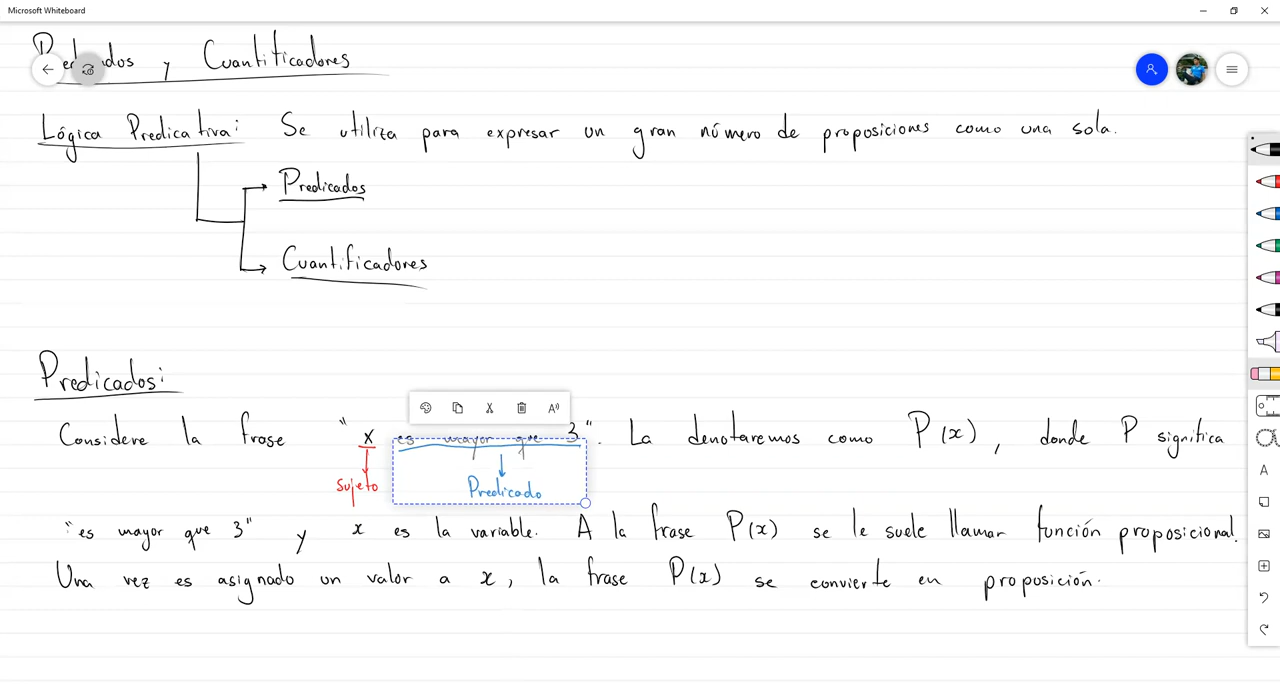 Microsoft Whiteboard
y Cuantificadores
Lógica Predicativa: Se utiliza para expresar un gran número de proposiciones como una sola.
Predicados
Cuantificadores
Predicados:
Considere la frase "x es mayor que 3". La denotaremos como P(x), donde P significa
Sujeto
Predicado
"es mayor que 3" y x es la variable. A la frase P(x) se le suele llamar función proposicional.
Una vez es asignado un valor a x, la frase P(x) se convierte en proposición.